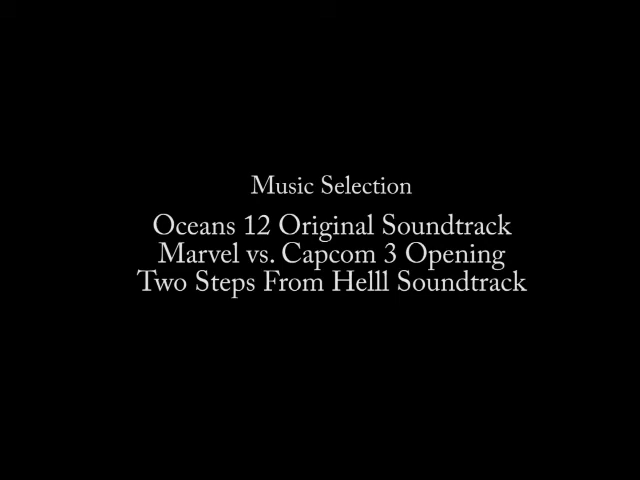 Music Selection
Oceans 12 Original Soundtrack
Marvel vs. Capcom 3 Opening
Two Steps From Helll Soundtrack